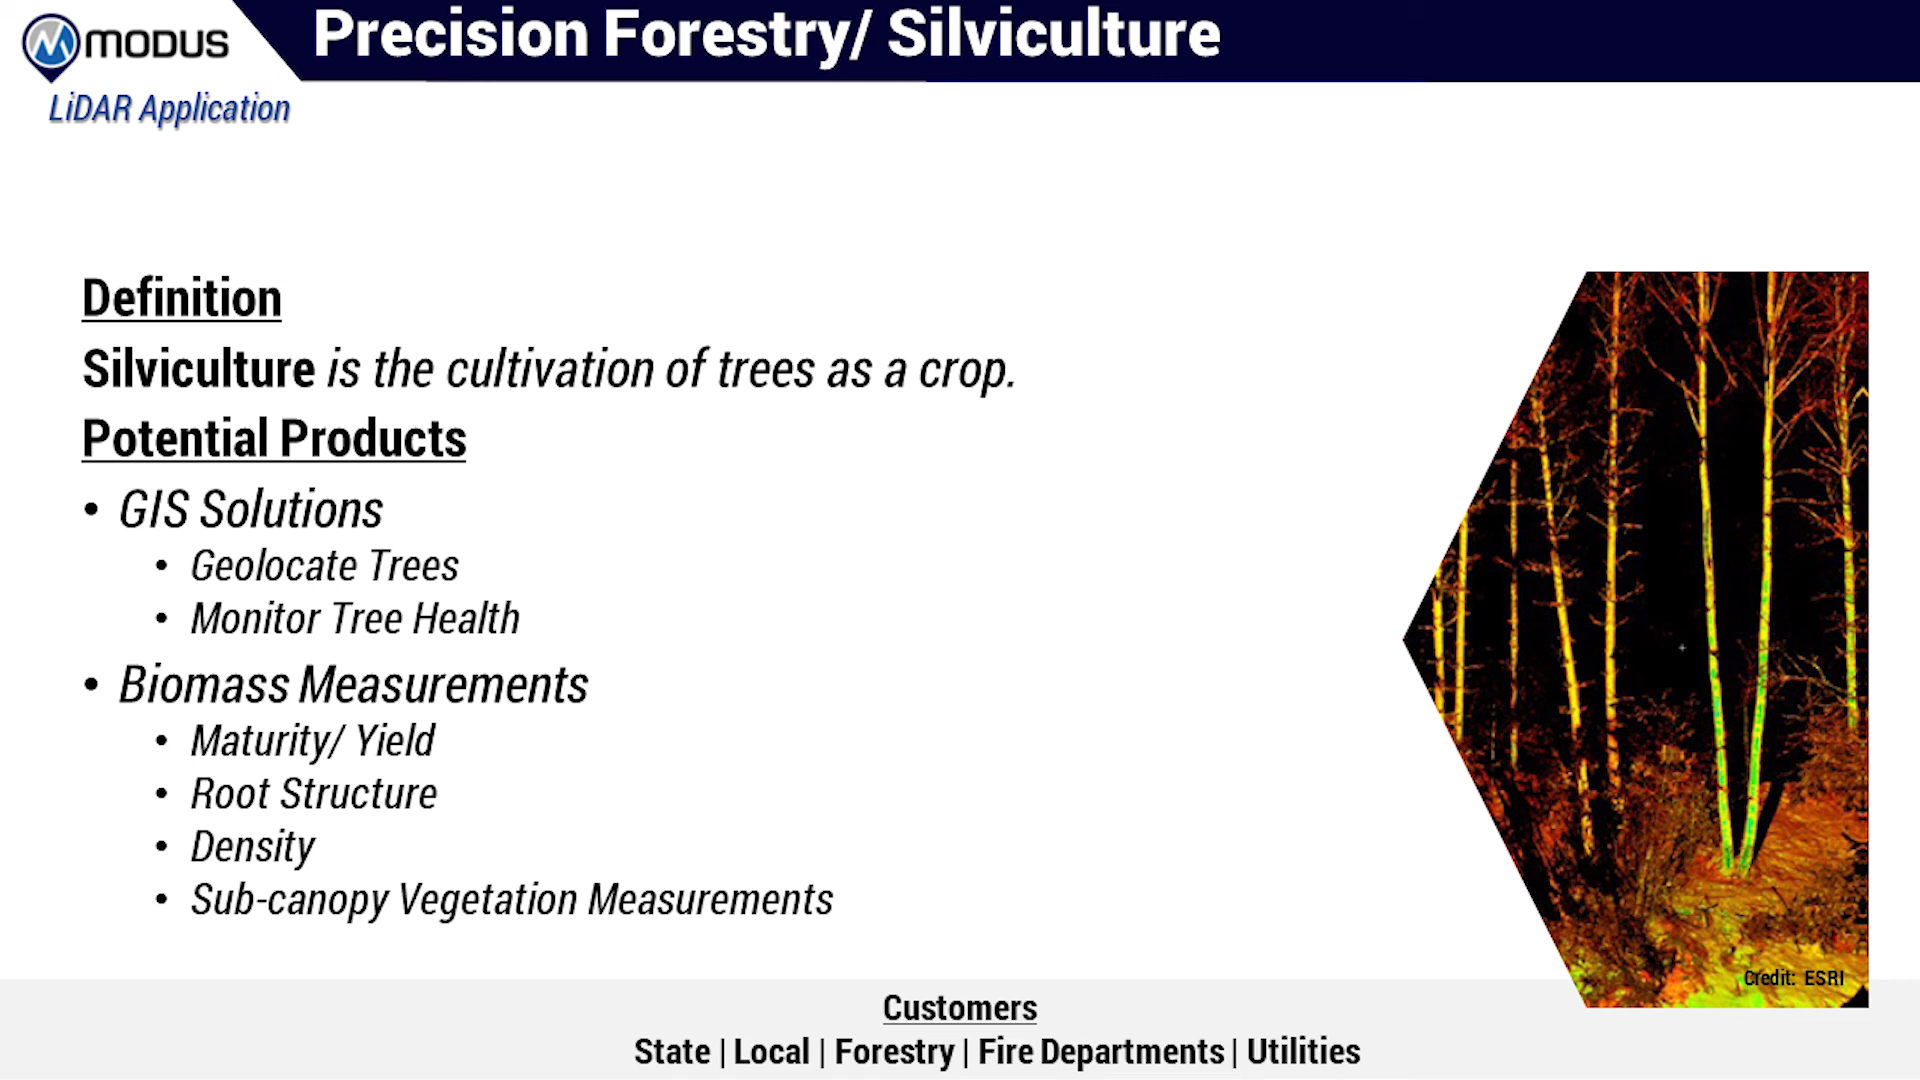 MODUS
Precision Forestry/ Silviculture
LiDAR Application
Definition
Silviculture is the cultivation of trees as a crop.
Potential Products
• GIS Solutions
• Geolocate Trees
• Monitor Tree Health
• Biomass Measurements
• Maturity/ Yield
• Root Structure
• Density
• Sub-canopy Vegetation Measurements
Credit: ESRI
Customers
State | Local | Forestry | Fire Departments | Utilities